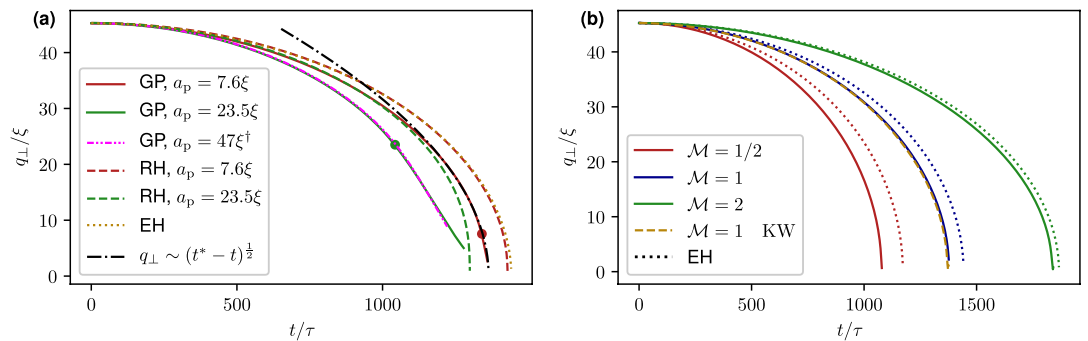 (a)
q⊥/ξ
40
30
20
10
0
GP, aₚ = 7.6ξ
GP, aₚ = 23.5ξ
GP, aₚ = 47ξ†
RH, aₚ = 7.6ξ
RH, aₚ = 23.5ξ
EH
q⊥ ∼ (t* − t)^½
0
500
1000
t/τ
(b)
q⊥/ξ
40
30
20
10
0
ℳ = 1/2
ℳ = 1
ℳ = 2
ℳ = 1 KW
EH
0
500
1000
1500
t/τ